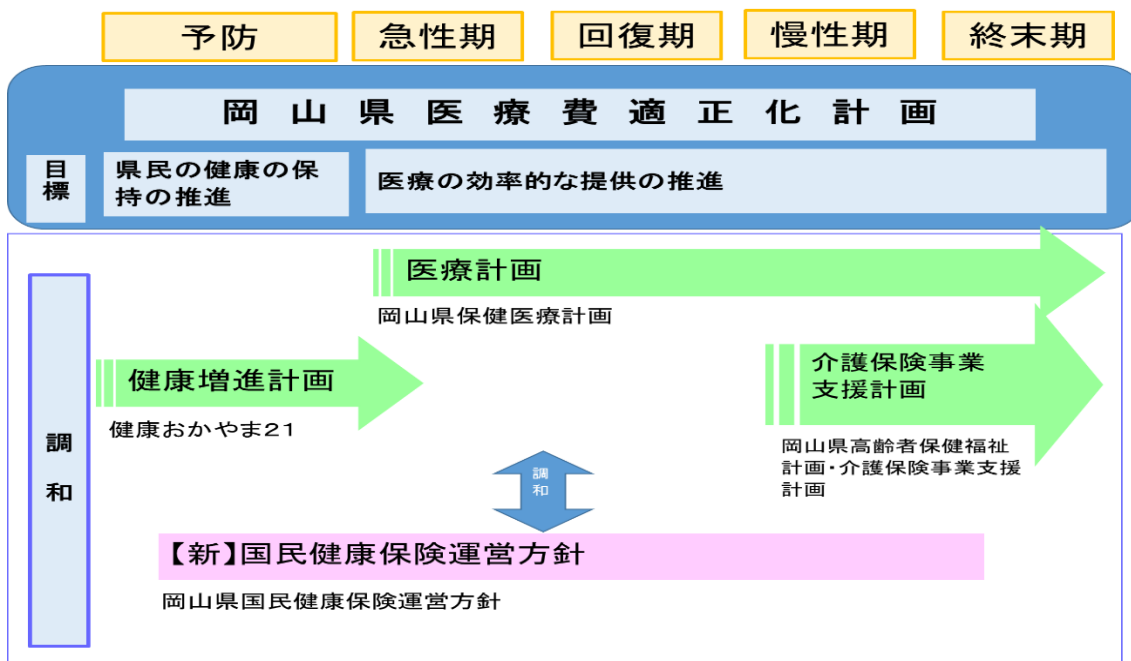 予防 急性期 回復期 慢性期 終末期
岡山県医療費適正化計画
目標
県民の健康の保
持の推進
医療の効率的な提供の推進
医療計画
岡山県保健医療計画
健康増進計画
健康おかやま21
介護保険事業
支援計画
岡山県高齢者保健福祉
計画・介護保険事業支援
計画
調和
調和
【新】国民健康保険運営方針
岡山県国民健康保険運営方針